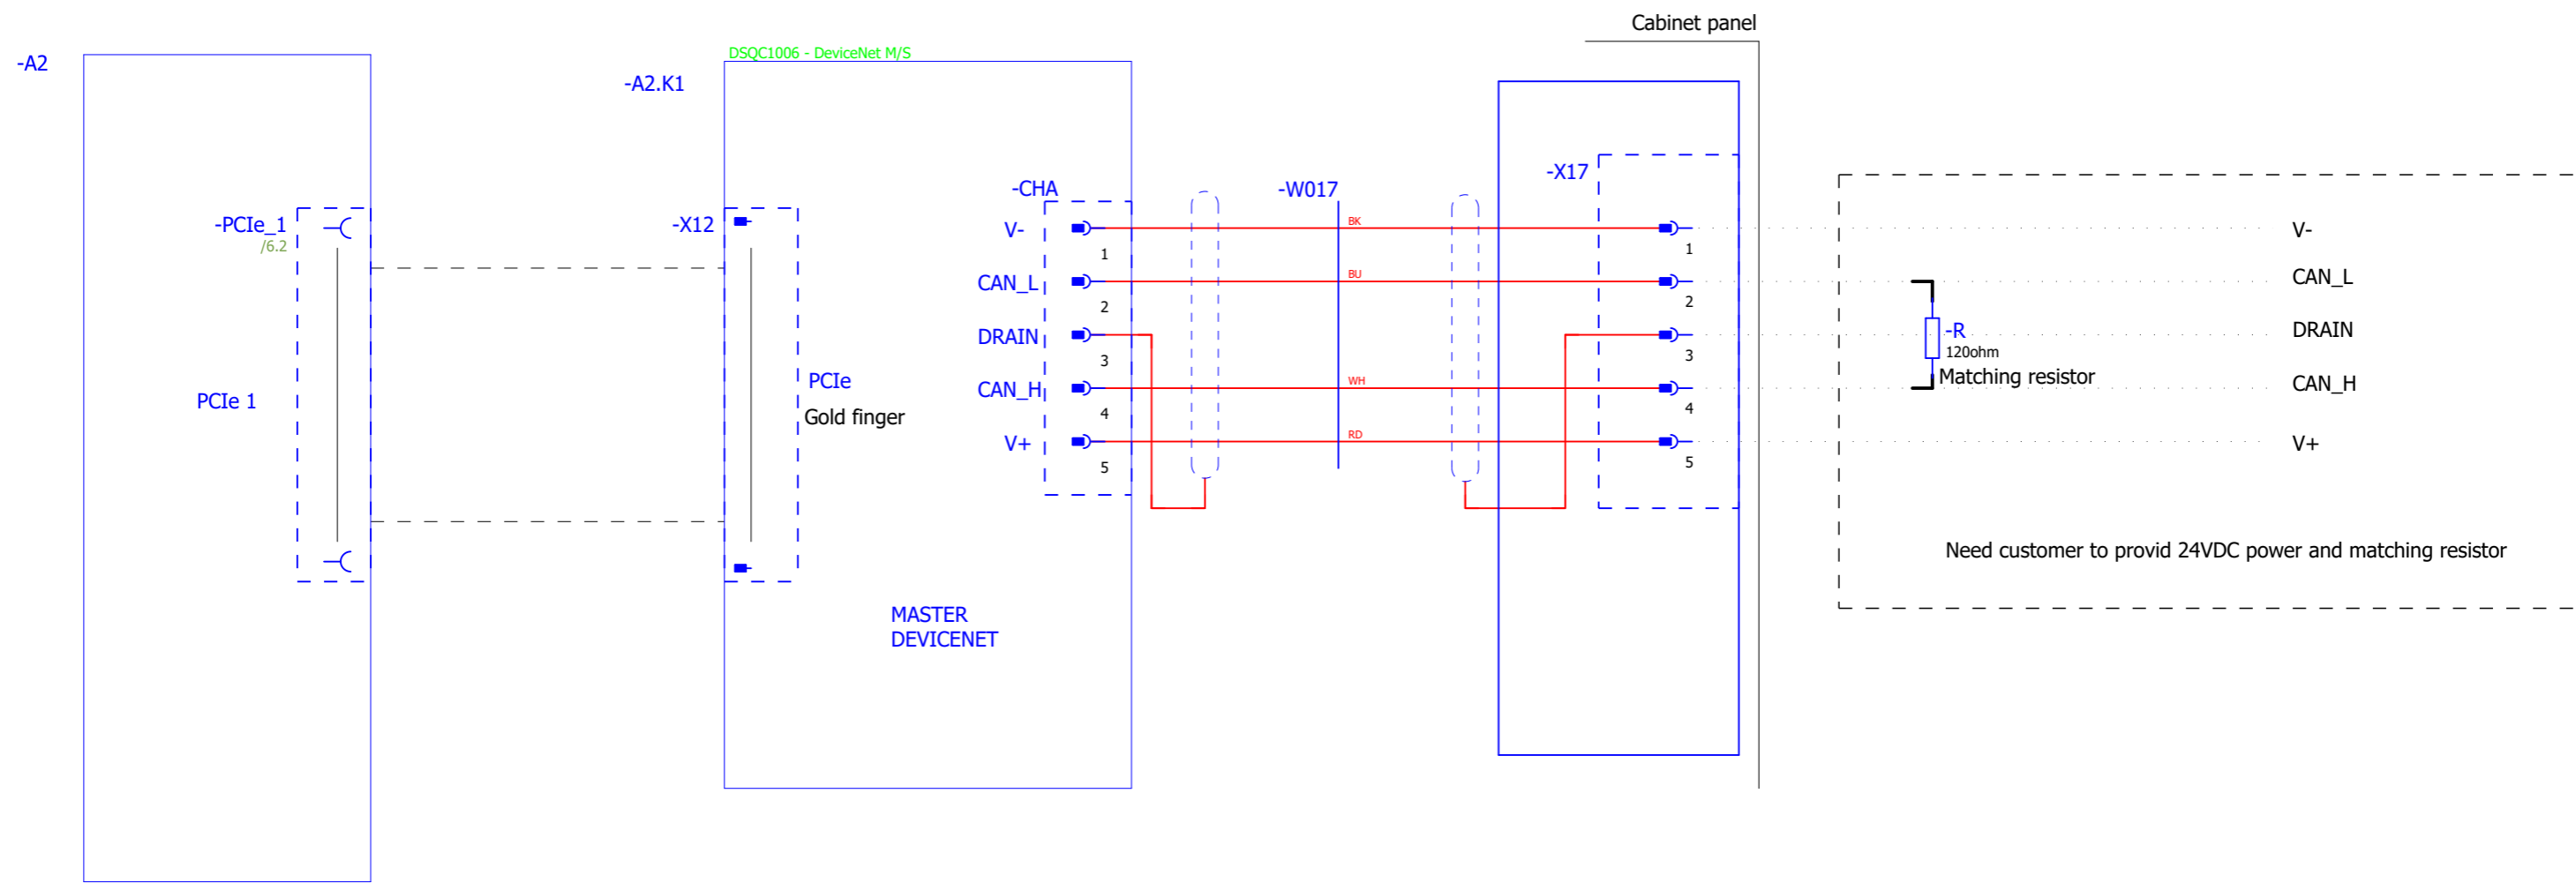 Cabinet panel
-A2
DSQC1006 - DeviceNet M/S
-A2.K1
-PCIe_1
/6.2
PCIe 1
-X12
PCIe
Gold finger
MASTER
DEVICENET
-CHA
V-
1
CAN_L
2
DRAIN
3
CAN_H
4
V+
5
-W017
BK
BU
WH
RD
-X17
1
2
3
4
5
-R
120ohm
Matching resistor
V-
CAN_L
DRAIN
CAN_H
V+
Need customer to provid 24VDC power and matching resistor